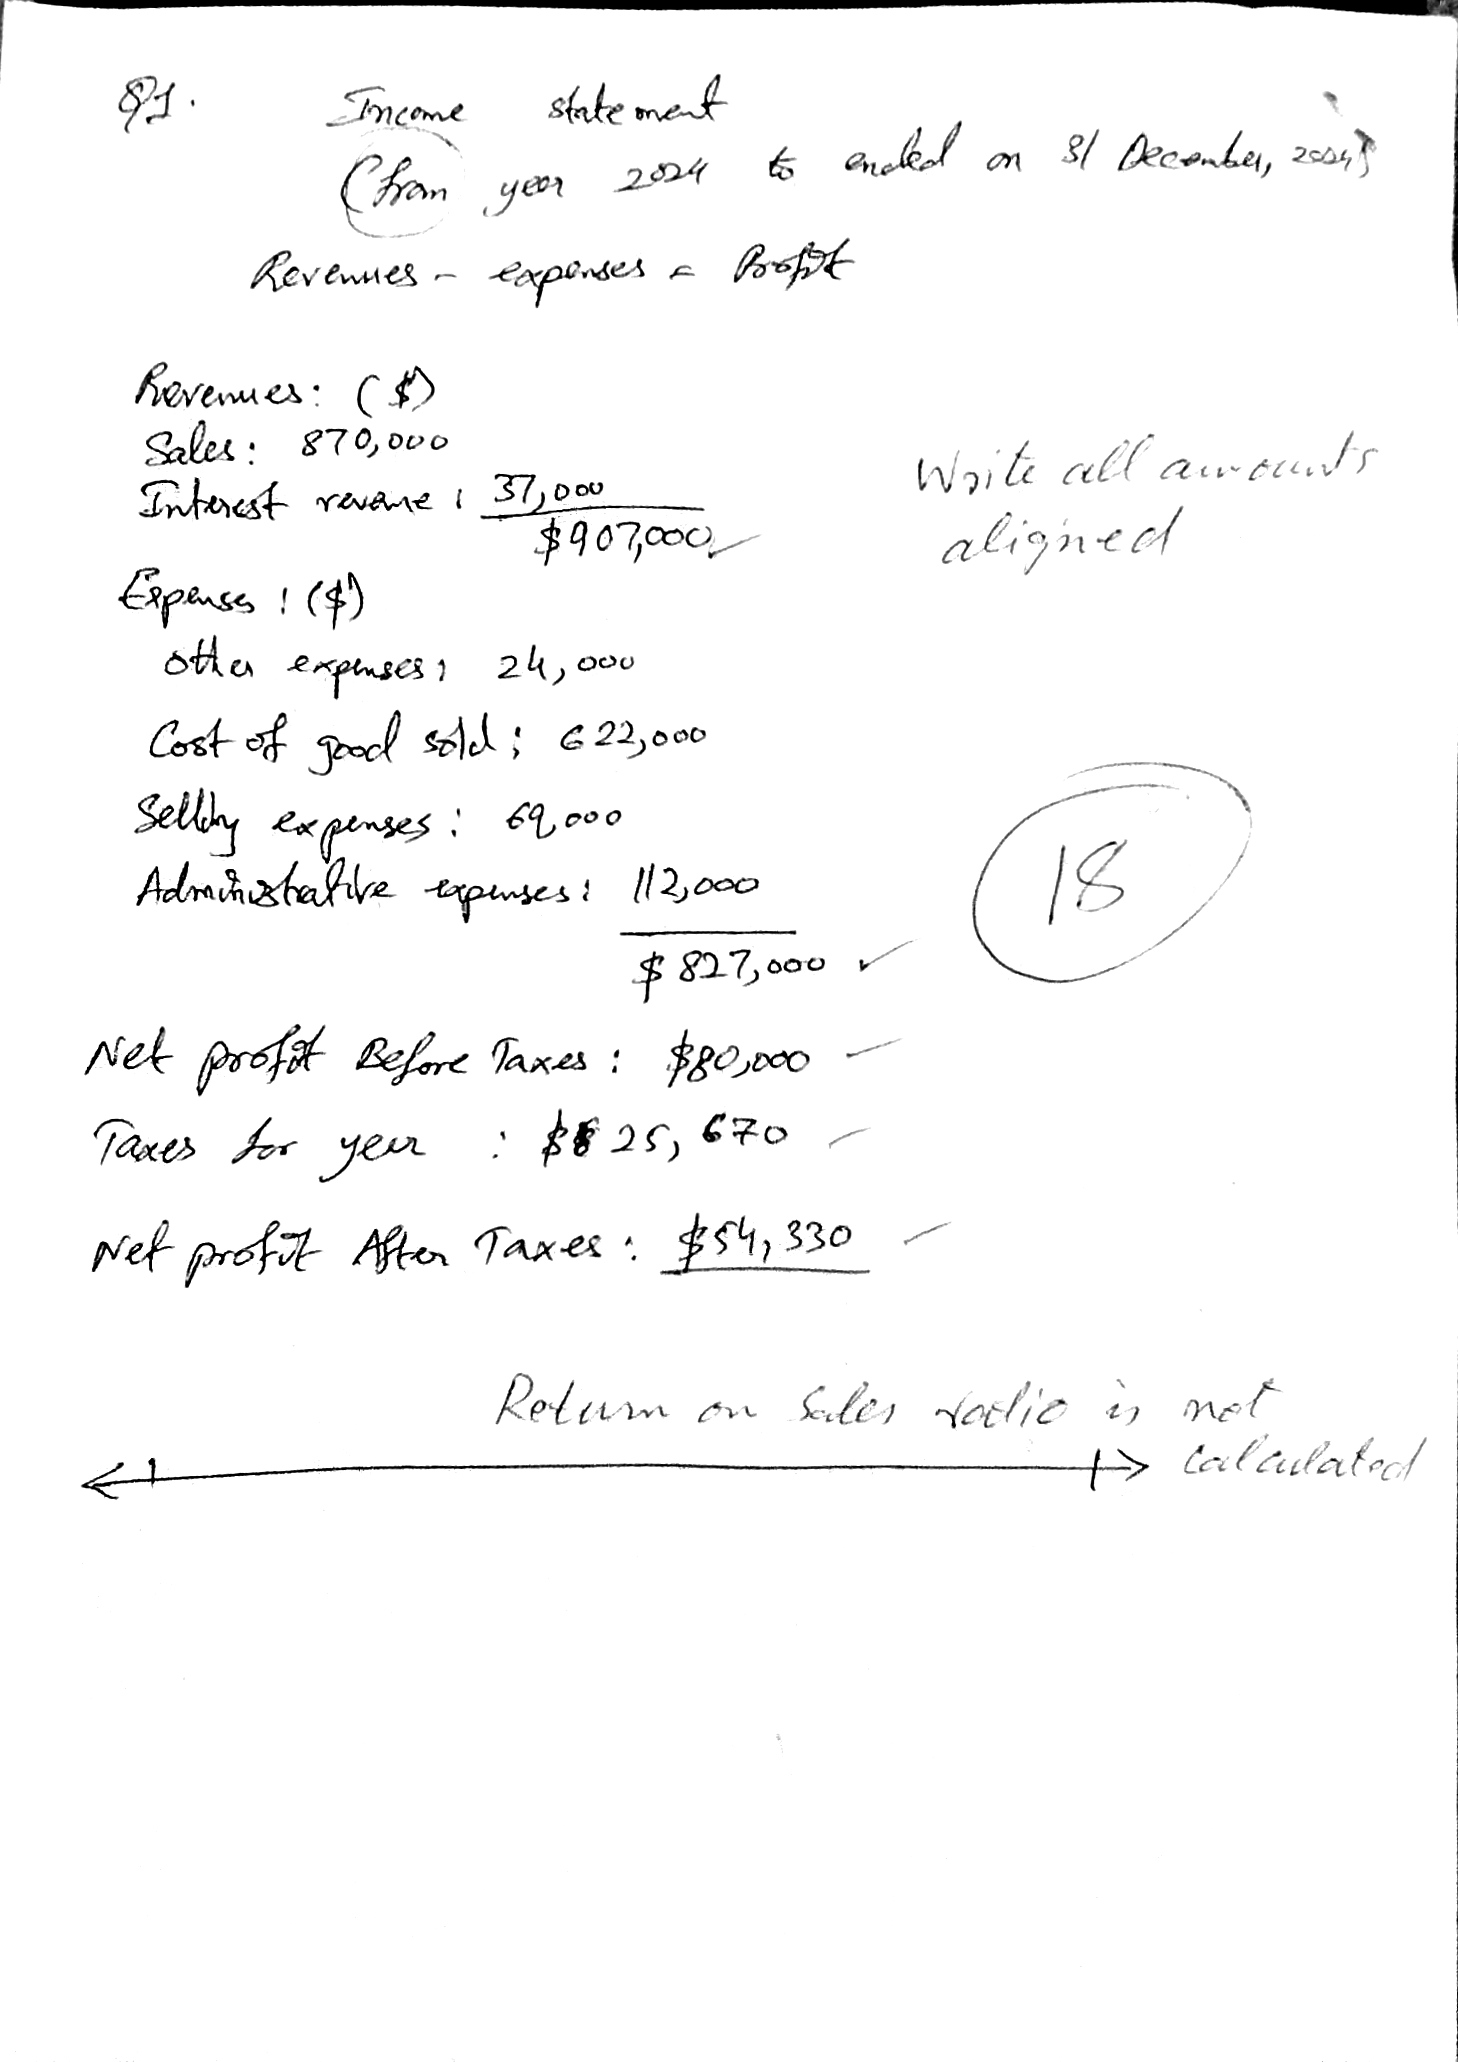 Q1. Income statement
(from year 2024 to ended on 31 December, 2024)
Revenues - expenses = Profit
Revenues: ($)
Sales: 870,000
Interest revenue: 37,000
$907,000
Write all amounts
aligned
Expenses: ($)
Other expenses: 24,000
Cost of good sold: 622,000
Selling expenses: 69,000
Administrative expenses: 112,000
$827,000
18
Net profit Before Taxes: $80,000
Taxes for year : $25,670
Net profit After Taxes: $54,330
Return on Sales ratio is not
calculated